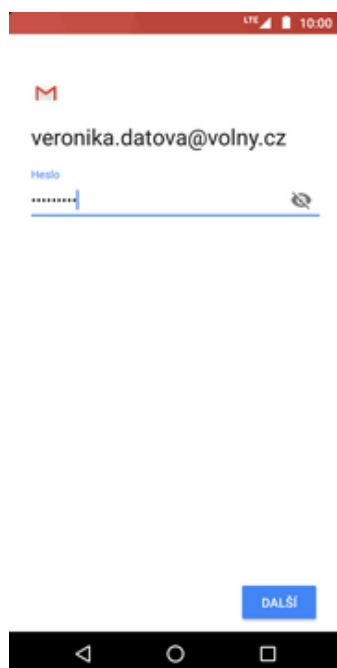 LTE 10:00
veronika.datova@volny.cz
Heslo
•••••••••
DALŠÍ